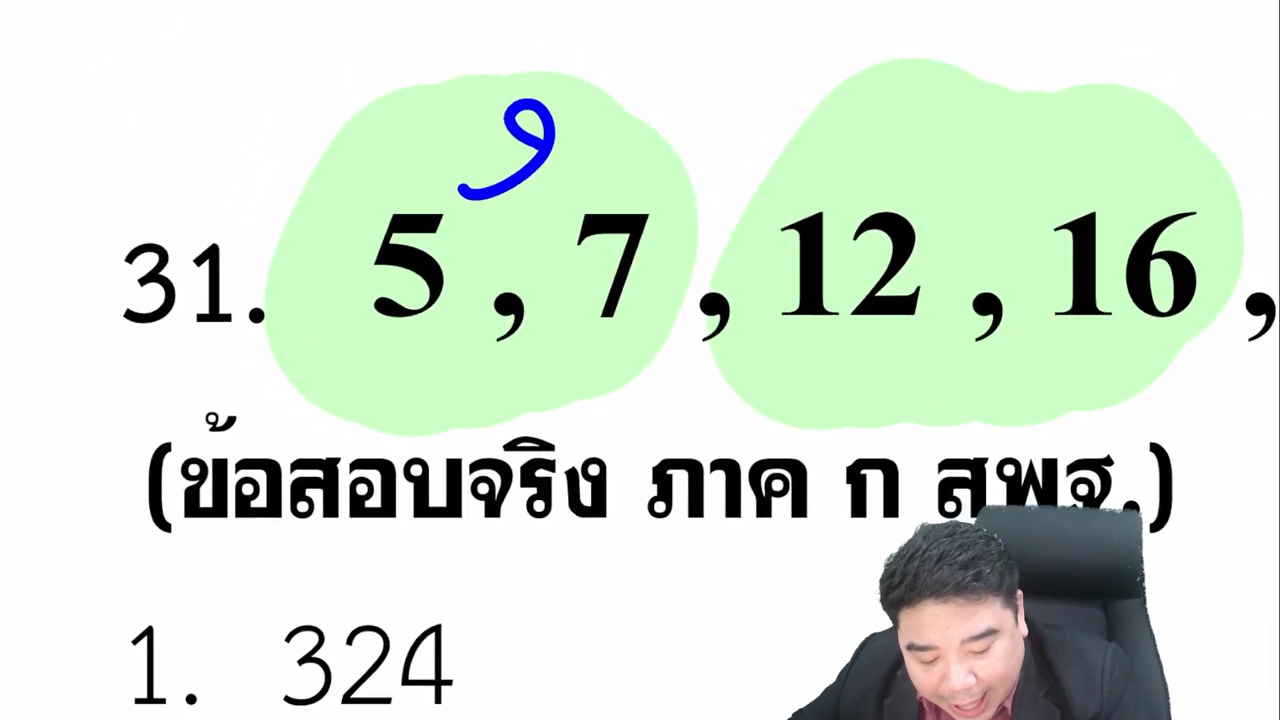 31. 5 , 7 , 12 , 16 ,
(ข้อสอบจริง ภาค ก สพฐ.)
1. 324